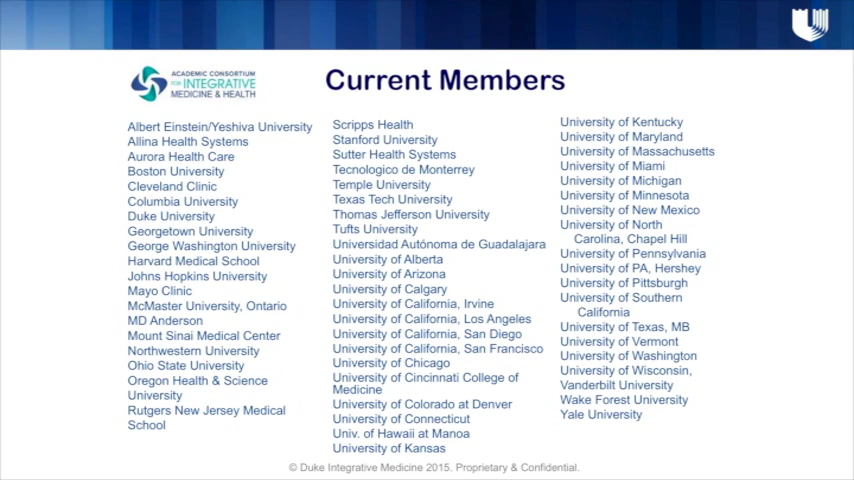 ACADEMIC CONSORTIUM
FOR INTEGRATIVE
MEDICINE & HEALTH
Current Members
Albert Einstein/Yeshiva University
Allina Health Systems
Aurora Health Care
Boston University
Cleveland Clinic
Columbia University
Duke University
Georgetown University
George Washington University
Harvard Medical School
Johns Hopkins University
Mayo Clinic
McMaster University, Ontario
MD Anderson
Mount Sinai Medical Center
Northwestern University
Ohio State University
Oregon Health & Science
University
Rutgers New Jersey Medical
School
Scripps Health
Stanford University
Sutter Health Systems
Tecnologico de Monterrey
Temple University
Texas Tech University
Thomas Jefferson University
Tufts University
Universidad Autónoma de Guadalajara
University of Alberta
University of Arizona
University of Calgary
University of California, Irvine
University of California, Los Angeles
University of California, San Diego
University of California, San Francisco
University of Chicago
University of Cincinnati College of
Medicine
University of Colorado at Denver
University of Connecticut
Univ. of Hawaii at Manoa
University of Kansas
University of Kentucky
University of Maryland
University of Massachusetts
University of Miami
University of Michigan
University of Minnesota
University of New Mexico
University of North
Carolina, Chapel Hill
University of Pennsylvania
University of PA, Hershey
University of Pittsburgh
University of Southern
California
University of Texas, MB
University of Vermont
University of Washington
University of Wisconsin,
Vanderbilt University
Wake Forest University
Yale University
© Duke Integrative Medicine 2015. Proprietary & Confidential.